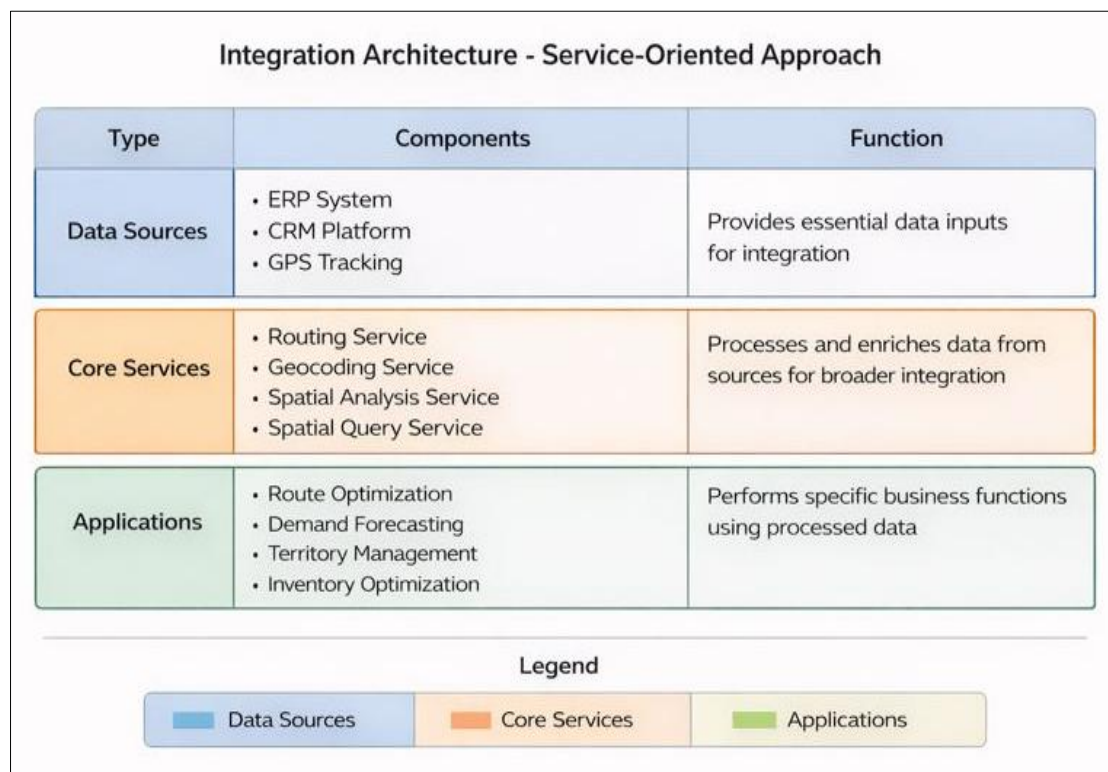 Integration Architecture - Service-Oriented Approach
Type
Components
Function
Data Sources
• ERP System
• CRM Platform
• GPS Tracking
Provides essential data inputs
for integration
Core Services
• Routing Service
• Geocoding Service
• Spatial Analysis Service
• Spatial Query Service
Processes and enriches data from
sources for broader integration
Applications
• Route Optimization
• Demand Forecasting
• Territory Management
• Inventory Optimization
Performs specific business functions
using processed data
Legend
Data Sources
Core Services
Applications